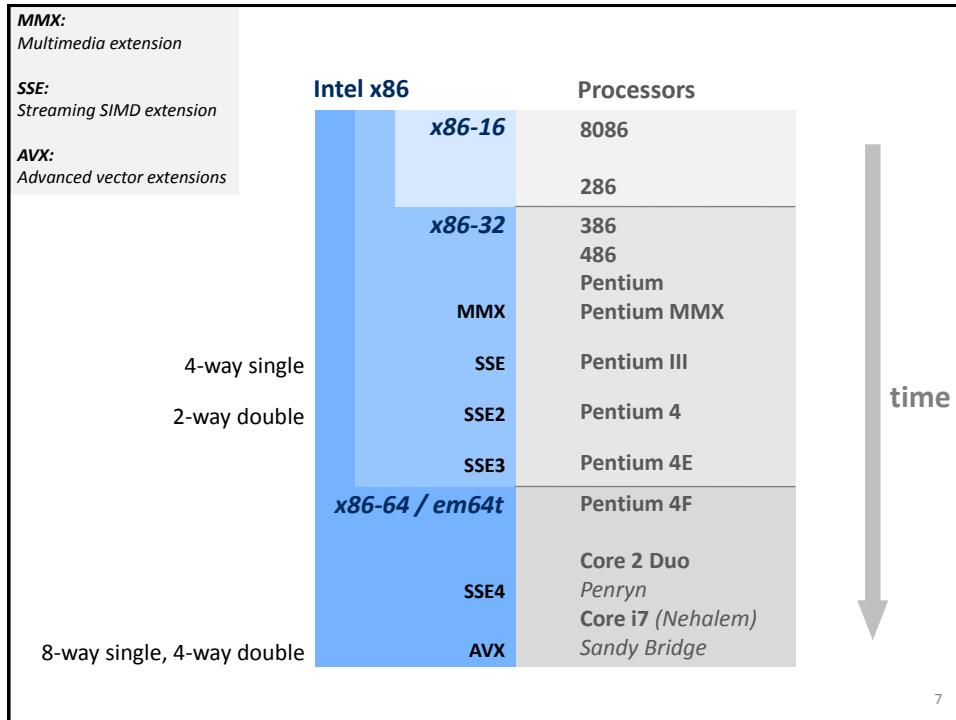 MMX:
Multimedia extension
SSE:
Streaming SIMD extension
AVX:
Advanced vector extensions
Intel x86
Processors
x86-16
8086
286
x86-32
386
486
Pentium
MMX
Pentium MMX
4-way single
SSE
Pentium III
2-way double
SSE2
Pentium 4
SSE3
Pentium 4E
x86-64 / em64t
Pentium 4F
Core 2 Duo
SSE4
Penryn
Core i7 (Nehalem)
8-way single, 4-way double
AVX
Sandy Bridge
time
7